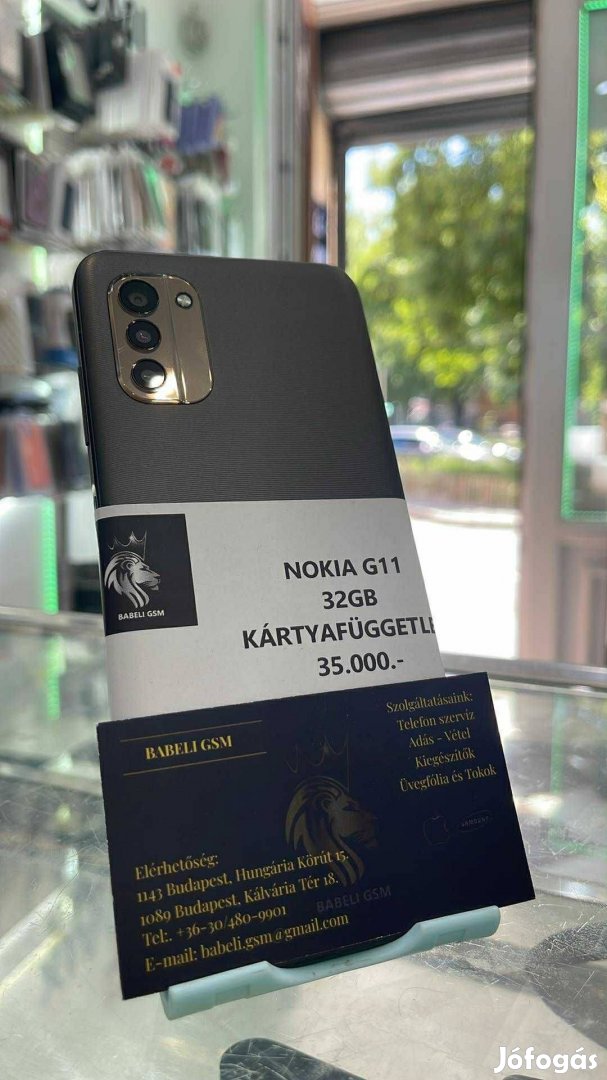 BABELI GSM
NOKIA G11
32GB
KÁRTYAFÜGGETLE
35.000.-
BABELI GSM
Szolgáltatásaink:
Telefon szerviz
Adás - Vétel
Kiegészítők
Üvegfólia és Tokok
SAMSUNG
BABELI GSM
Elérhetőség:
1143 Budapest, Hungária Körút 15.
1089 Budapest, Kálvária Tér 18.
Tel:. +36-30/480-9901
E-mail: babeli.gsm@gmail.com
Jófogás